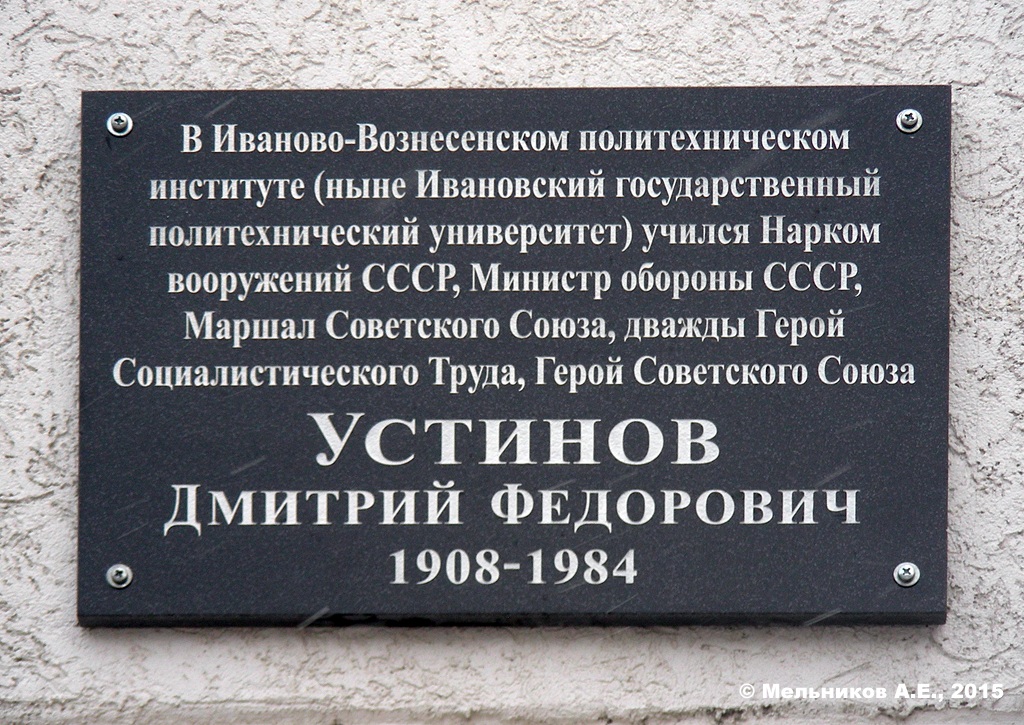 В Иваново-Вознесенском политехническом
институте (ныне Ивановский государственный
политехнический университет) учился Нарком
вооружений СССР, Министр обороны СССР,
Маршал Советского Союза, дважды Герой
Социалистического Труда, Герой Советского Союза
УСТИНОВ
ДМИТРИЙ ФЕДОРОВИЧ
1908-1984
© Мельников А.Е., 2015